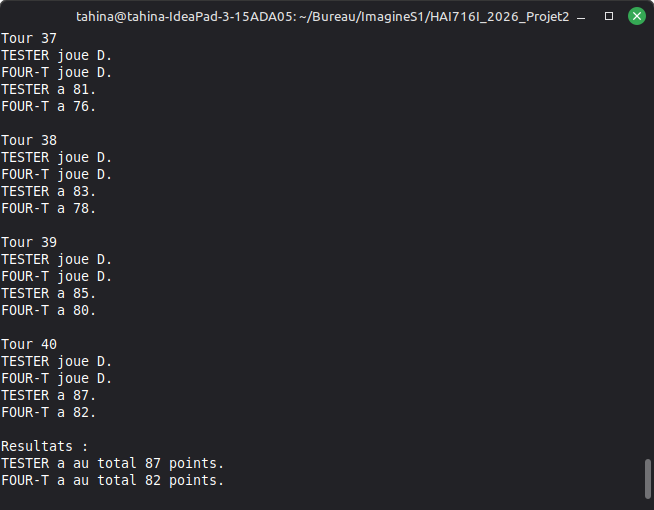 tahina@tahina-IdeaPad-3-15ADA05: ~/Bureau/ImagineS1/HAI716I_2026_Projet2
Tour 37
TESTER joue D.
FOUR-T joue D.
TESTER a 81.
FOUR-T a 76.
Tour 38
TESTER joue D.
FOUR-T joue D.
TESTER a 83.
FOUR-T a 78.
Tour 39
TESTER joue D.
FOUR-T joue D.
TESTER a 85.
FOUR-T a 80.
Tour 40
TESTER joue D.
FOUR-T joue D.
TESTER a 87.
FOUR-T a 82.
Resultats :
TESTER a au total 87 points.
FOUR-T a au total 82 points.